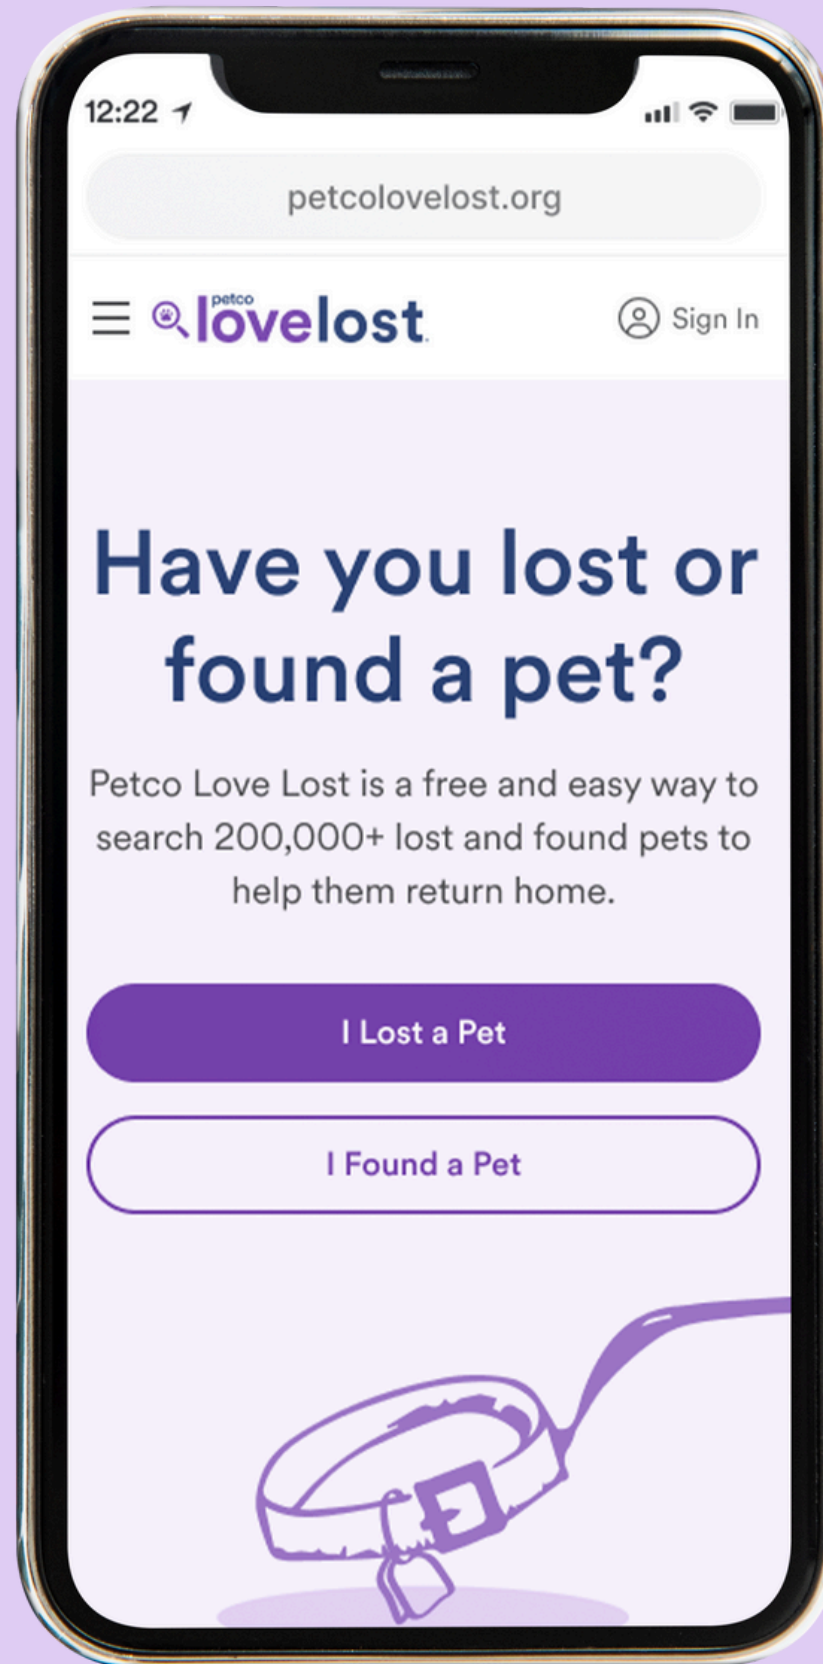 12:22
petcolovelost.org
petco
lovelost
Sign In
Have you lost or
found a pet?
Petco Love Lost is a free and easy way to
search 200,000+ lost and found pets to
help them return home.
I Lost a Pet
I Found a Pet